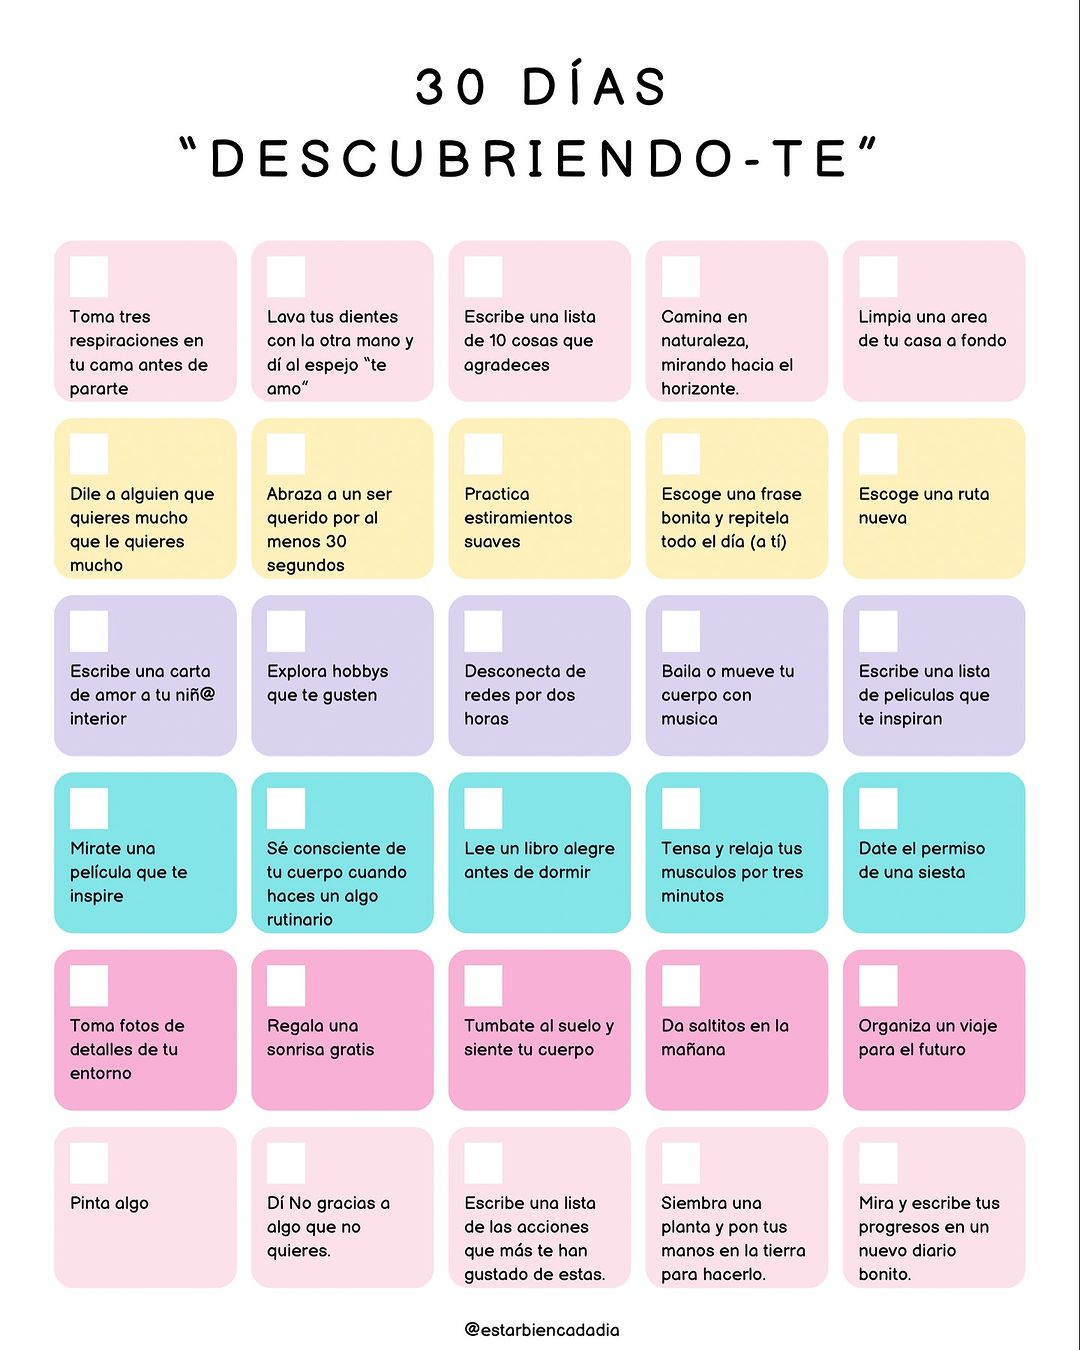 30 DÍAS
“DESCUBRIENDO-TE”
Toma tres
respiraciones en
tu cama antes de
pararte
Lava tus dientes
con la otra mano y
dí al espejo “te
amo”
Escribe una lista
de 10 cosas que
agradeces
Camina en
naturaleza,
mirando hacia el
horizonte.
Limpia una area
de tu casa a fondo
Dile a alguien que
quieres mucho
que le quieres
mucho
Abraza a un ser
querido por al
menos 30
segundos
Practica
estiramientos
suaves
Escoge una frase
bonita y repitela
todo el día (a tí)
Escoge una ruta
nueva
Escribe una carta
de amor a tu niñ@
interior
Explora hobbys
que te gusten
Desconecta de
redes por dos
horas
Baila o mueve tu
cuerpo con
musica
Escribe una lista
de peliculas que
te inspiran
Mirate una
película que te
inspire
Sé consciente de
tu cuerpo cuando
haces un algo
rutinario
Lee un libro alegre
antes de dormir
Tensa y relaja tus
musculos por tres
minutos
Date el permiso
de una siesta
Toma fotos de
detalles de tu
entorno
Regala una
sonrisa gratis
Tumbate al suelo y
siente tu cuerpo
Da saltitos en la
mañana
Organiza un viaje
para el futuro
Pinta algo
Dí No gracias a
algo que no
quieres.
Escribe una lista
de las acciones
que más te han
gustado de estas.
Siembra una
planta y pon tus
manos en la tierra
para hacerlo.
Mira y escribe tus
progresos en un
nuevo diario
bonito.
@estarbiencadadia